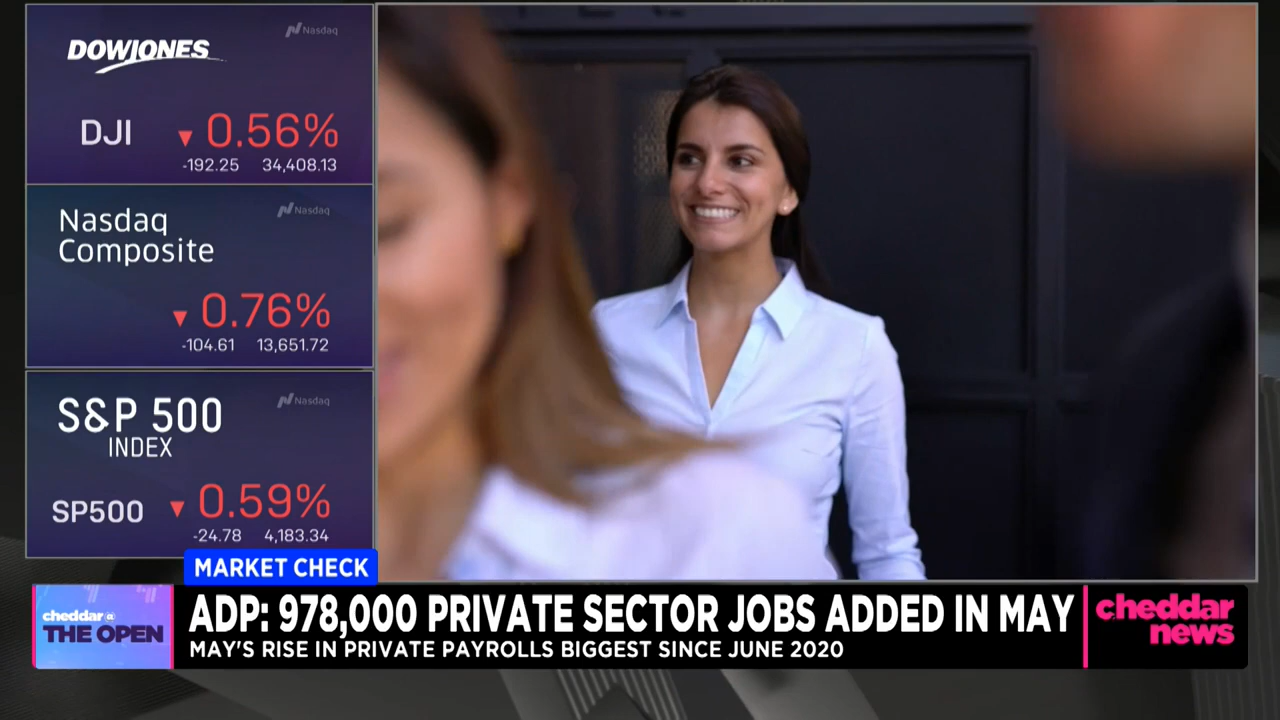 Nasdaq
DOWJONES
DJI ▼ 0.56%
-192.25 34,408.13
Nasdaq
Nasdaq
Composite
▼ 0.76%
-104.61 13,651.72
Nasdaq
S&P 500
INDEX
SP500 ▼ 0.59%
-24.78 4,183.34
MARKET CHECK
cheddar
THE OPEN
ADP: 978,000 PRIVATE SECTOR JOBS ADDED IN MAY
MAY'S RISE IN PRIVATE PAYROLLS BIGGEST SINCE JUNE 2020
cheddar
news